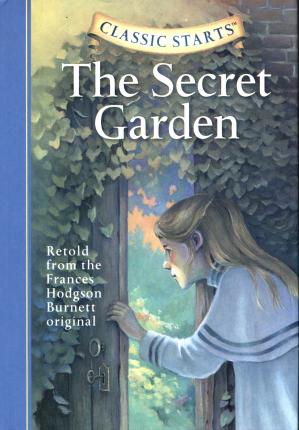 CLASSIC STARTS™
The Secret
Garden
Retold
from the
Frances
Hodgson
Burnett
original